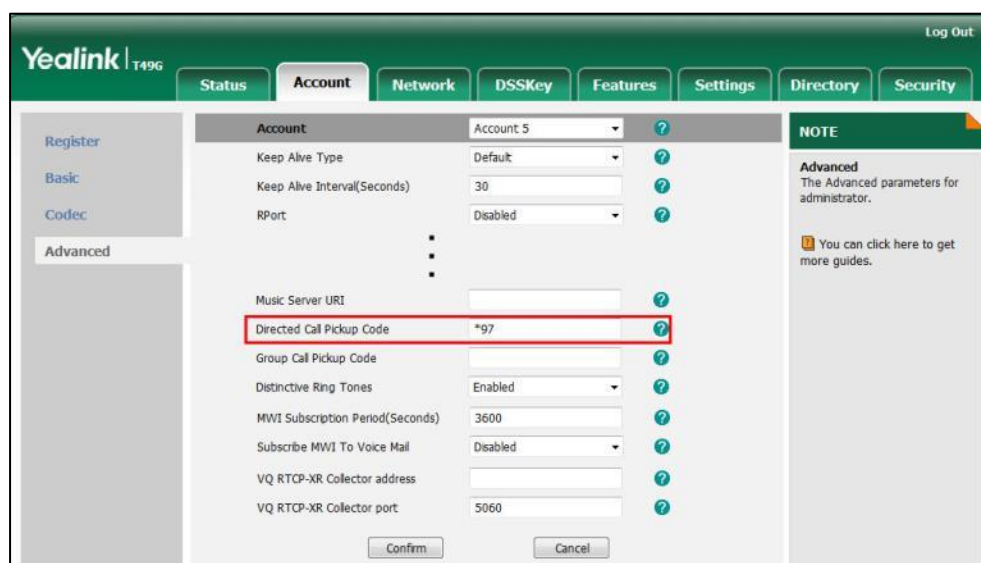 Log Out
Yealink | T49G
Status Account Network DSSKey Features Settings Directory Security
Register
Basic
Codec
Advanced
Account Account 5 ?
Keep Alive Type Default ?
Keep Alive Interval(Seconds) 30 ?
RPort Disabled ?
Music Server URI ?
Directed Call Pickup Code *97 ?
Group Call Pickup Code ?
Distinctive Ring Tones Enabled ?
MWI Subscription Period(Seconds) 3600 ?
Subscribe MWI To Voice Mail Disabled ?
VQ RTCP-XR Collector address ?
VQ RTCP-XR Collector port 5060 ?
Confirm Cancel
NOTE
Advanced
The Advanced parameters for
administrator.
? You can click here to get
more guides.